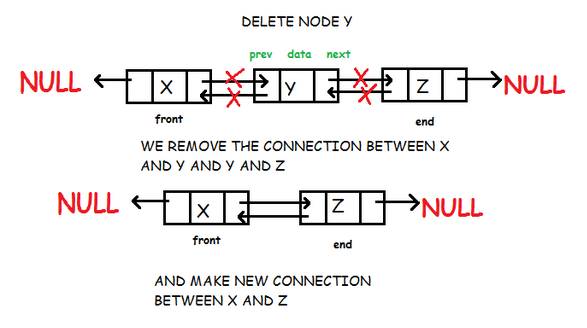 DELETE NODE Y
prev data next
NULL X y Z NULL
front end
WE REMOVE THE CONNECTION BETWEEN X
AND Y AND Y AND Z
NULL X Z NULL
front end
AND MAKE NEW CONNECTION
BETWEEN X AND Z